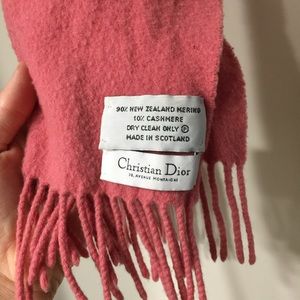 90% NEW ZEALAND MERINO
10% CASHMERE
DRY CLEAN ONLY Ⓟ
MADE IN SCOTLAND
Christian Dior
30, AVENUE MONTAIGNE